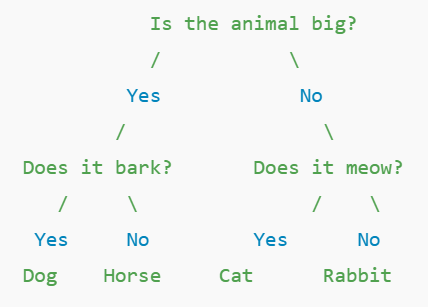 Is the animal big?
/ \
Yes No
/ \
Does it bark? Does it meow?
/ \ / \
Yes No Yes No
Dog Horse Cat Rabbit